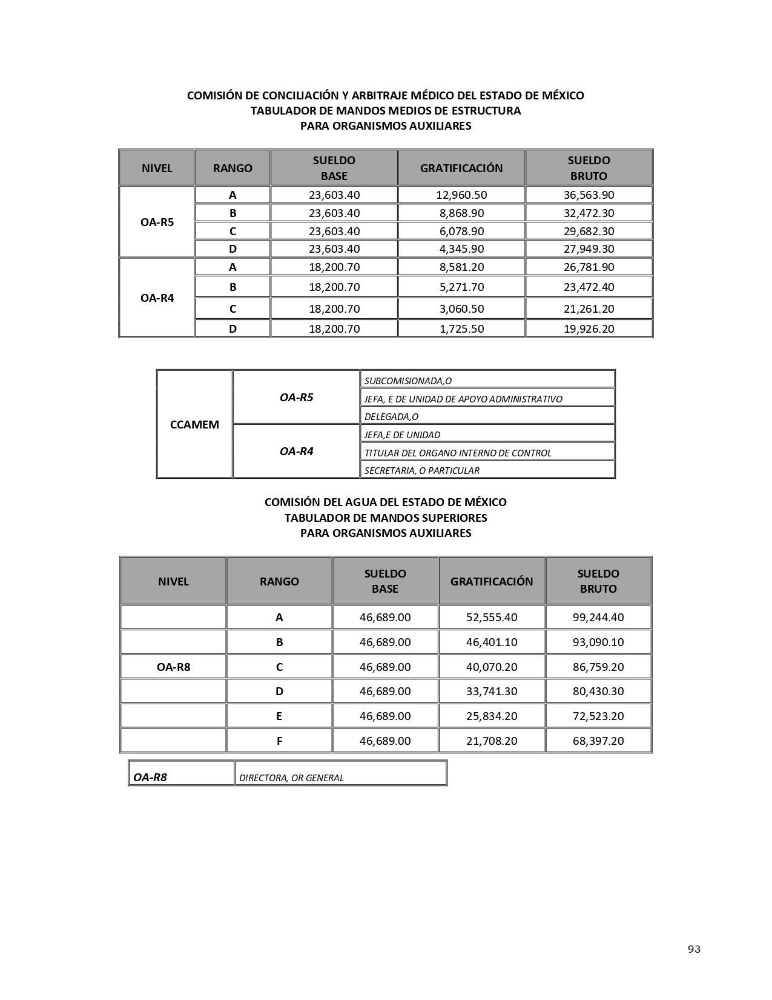 COMISIÓN DE CONCILIACIÓN Y ARBITRAJE MÉDICO DEL ESTADO DE MÉXICO
TABULADOR DE MANDOS MEDIOS DE ESTRUCTURA
PARA ORGANISMOS AUXILIARES
NIVEL RANGO SUELDO BASE GRATIFICACIÓN SUELDO BRUTO
OA-R5
A 23,603.40 12,960.50 36,563.90
B 23,603.40 8,868.90 32,472.30
C 23,603.40 6,078.90 29,682.30
D 23,603.40 4,345.90 27,949.30
OA-R4
A 18,200.70 8,581.20 26,781.90
B 18,200.70 5,271.70 23,472.40
C 18,200.70 3,060.50 21,261.20
D 18,200.70 1,725.50 19,926.20
CCAMEM
OA-R5
SUBCOMISIONADA,O
JEFA, E DE UNIDAD DE APOYO ADMINISTRATIVO
DELEGADA,O
OA-R4
JEFA,E DE UNIDAD
TITULAR DEL ORGANO INTERNO DE CONTROL
SECRETARIA, O PARTICULAR
COMISIÓN DEL AGUA DEL ESTADO DE MÉXICO
TABULADOR DE MANDOS SUPERIORES
PARA ORGANISMOS AUXILIARES
NIVEL RANGO SUELDO BASE GRATIFICACIÓN SUELDO BRUTO
A 46,689.00 52,555.40 99,244.40
B 46,689.00 46,401.10 93,090.10
OA-R8 C 46,689.00 40,070.20 86,759.20
D 46,689.00 33,741.30 80,430.30
E 46,689.00 25,834.20 72,523.20
F 46,689.00 21,708.20 68,397.20
OA-R8 DIRECTORA, OR GENERAL
93